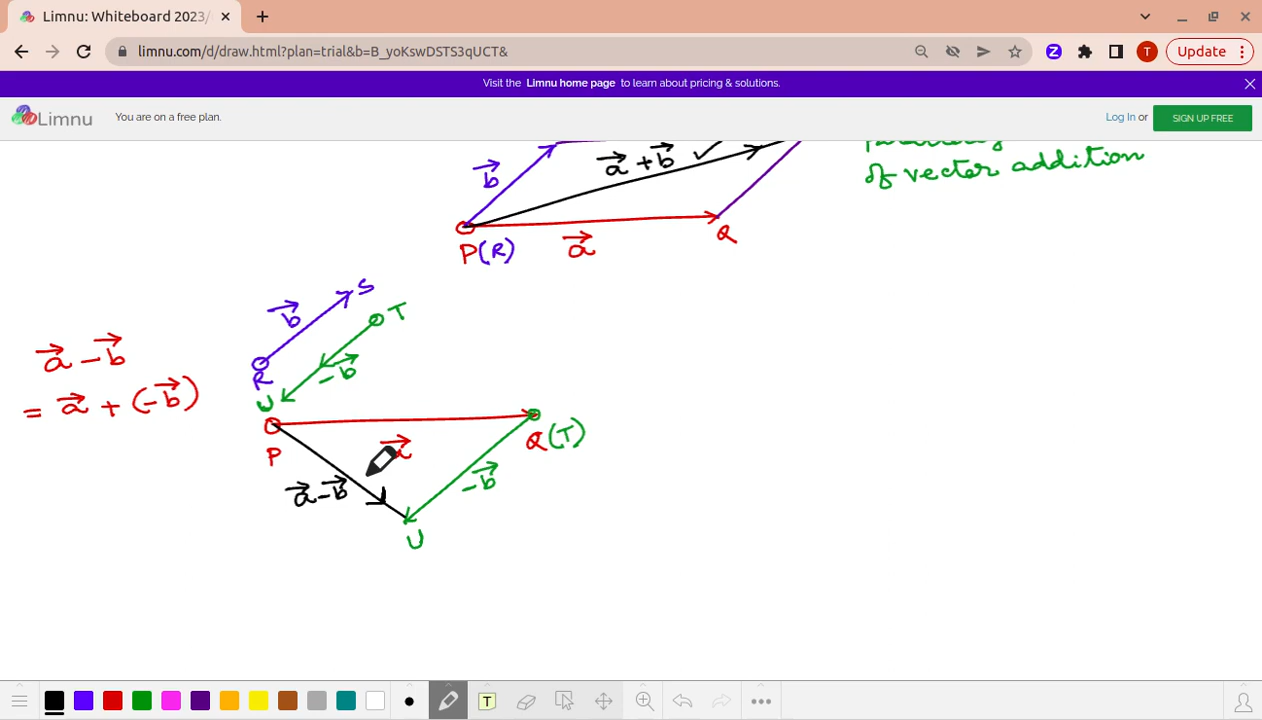 Limnu: Whiteboard 2023/
limnu.com/d/draw.html?plan=trial&b=B_yoKswDSTS3qUCT&
Z
T
Update
Visit the Limnu home page to learn about pricing & solutions.
Limnu
You are on a free plan.
Log In or
SIGN UP FREE
of vector addition
a⃗ + b⃗ ✓
b⃗
P(R)
a⃗
Q
S
b⃗
T
R
-b⃗
U
a⃗ - b⃗
= a⃗ + (-b⃗)
P
a⃗
Q(T)
a⃗ - b⃗
-b⃗
U
T